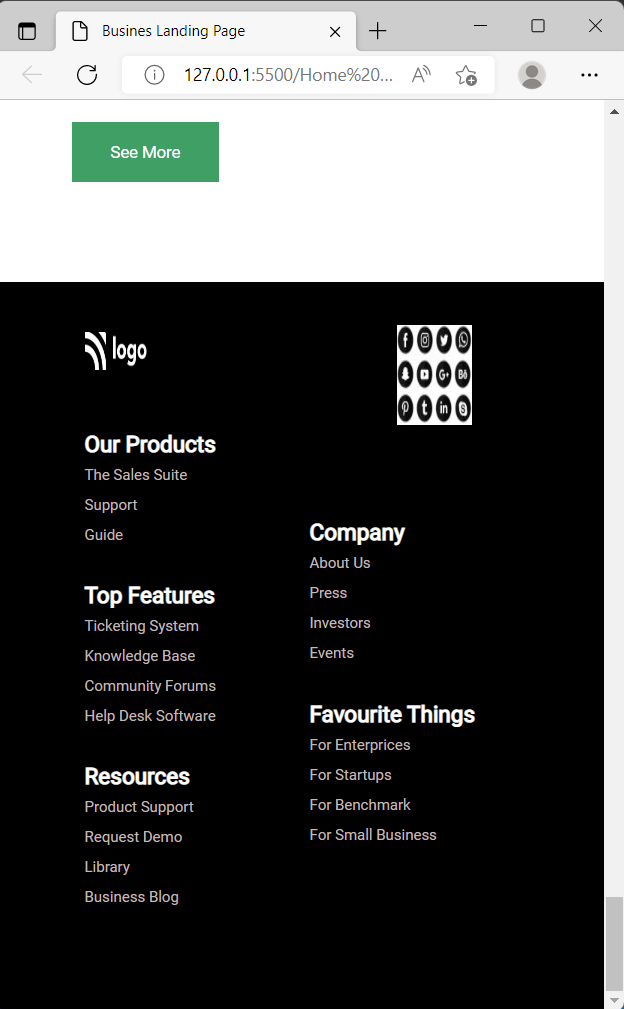 Busines Landing Page
127.0.0.1:5500/Home%20...
See More
logo
Our Products
The Sales Suite
Support
Guide
Top Features
Ticketing System
Knowledge Base
Community Forums
Help Desk Software
Resources
Product Support
Request Demo
Library
Business Blog
Company
About Us
Press
Investors
Events
Favourite Things
For Enterprices
For Startups
For Benchmark
For Small Business